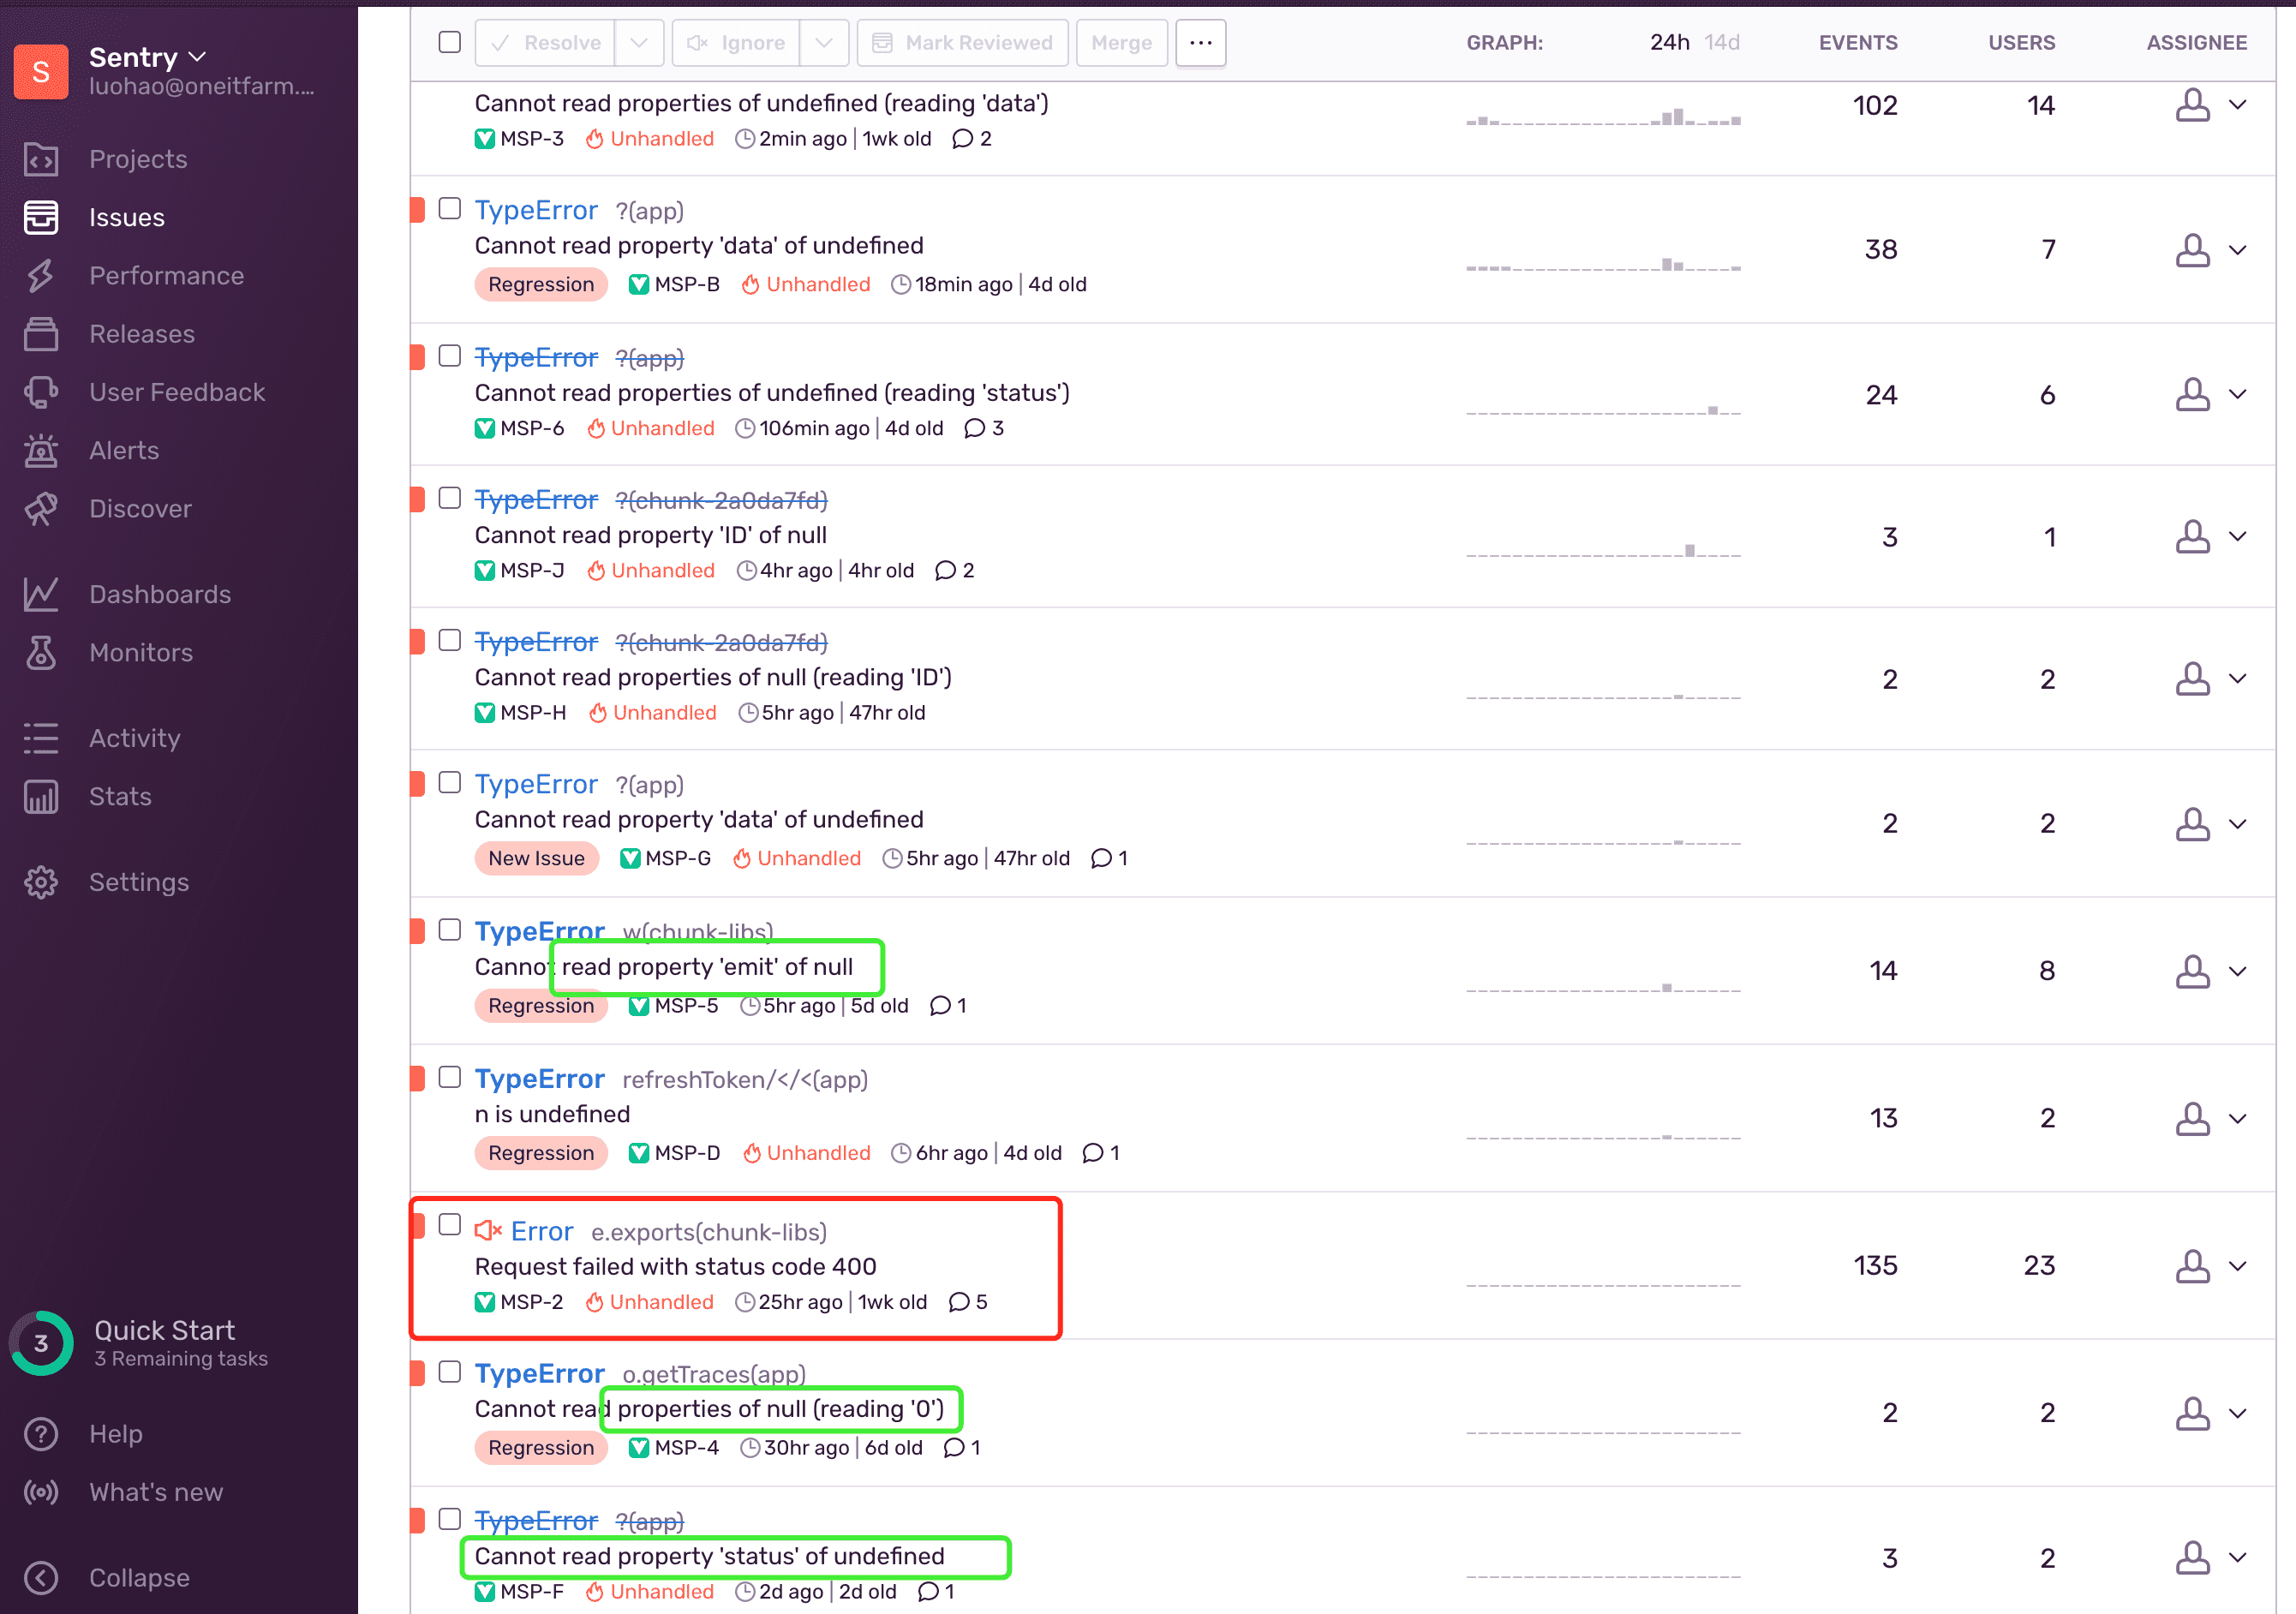 S
Sentry
luohao@oneitfarm....
Projects
Issues
Performance
Releases
User Feedback
Alerts
Discover
Dashboards
Monitors
Activity
Stats
Settings
3
Quick Start
3 Remaining tasks
Help
What's new
Collapse
Resolve Ignore Mark Reviewed Merge ... GRAPH: 24h 14d EVENTS USERS ASSIGNEE
Cannot read properties of undefined (reading 'data') 102 14
MSP-3 Unhandled 2min ago | 1wk old 2
TypeError ?(app)
Cannot read property 'data' of undefined 38 7
Regression MSP-B Unhandled 18min ago | 4d old
TypeError ?(app)
Cannot read properties of undefined (reading 'status') 24 6
MSP-6 Unhandled 106min ago | 4d old 3
TypeError ?(chunk-2a0da7fd)
Cannot read property 'ID' of null 3 1
MSP-J Unhandled 4hr ago | 4hr old 2
TypeError ?(chunk-2a0da7fd)
Cannot read properties of null (reading 'ID') 2 2
MSP-H Unhandled 5hr ago | 47hr old
TypeError ?(app)
Cannot read property 'data' of undefined 2 2
New Issue MSP-G Unhandled 5hr ago | 47hr old 1
TypeError w(chunk-libs)
Cannot read property 'emit' of null 14 8
Regression MSP-5 5hr ago | 5d old 1
TypeError refreshToken/</<(app)
n is undefined 13 2
Regression MSP-D Unhandled 6hr ago | 4d old 1
Error e.exports(chunk-libs)
Request failed with status code 400 135 23
MSP-2 Unhandled 25hr ago | 1wk old 5
TypeError o.getTraces(app)
Cannot read properties of null (reading '0') 2 2
Regression MSP-4 30hr ago | 6d old 1
TypeError ?(app)
Cannot read property 'status' of undefined 3 2
MSP-F Unhandled 2d ago | 2d old 1